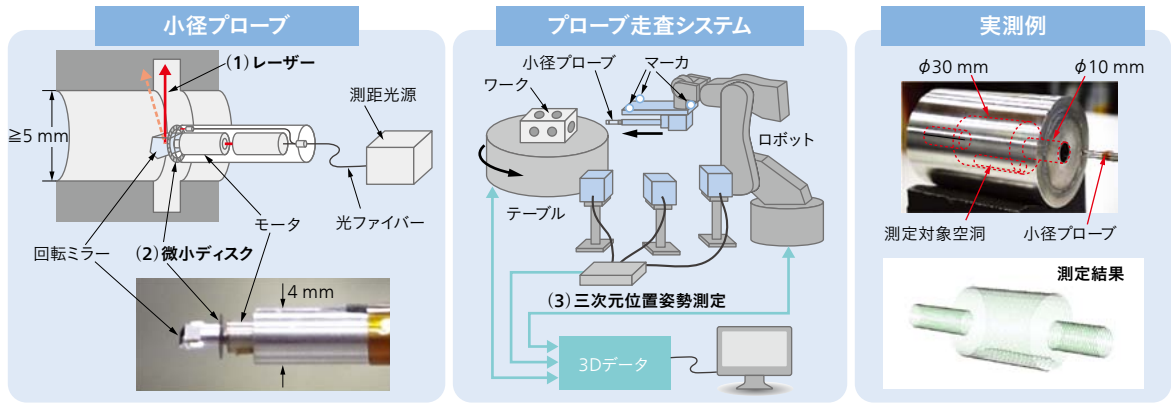 小径プローブ
(1)レーザー
測距光源
≧5 mm
光ファイバー
モータ
回転ミラー
(2)微小ディスク
4 mm
プローブ走査システム
小径プローブ
マーカ
ワーク
ロボット
テーブル
(3)三次元位置姿勢測定
3Dデータ
実測例
φ30 mm
φ10 mm
測定対象空洞
小径プローブ
測定結果